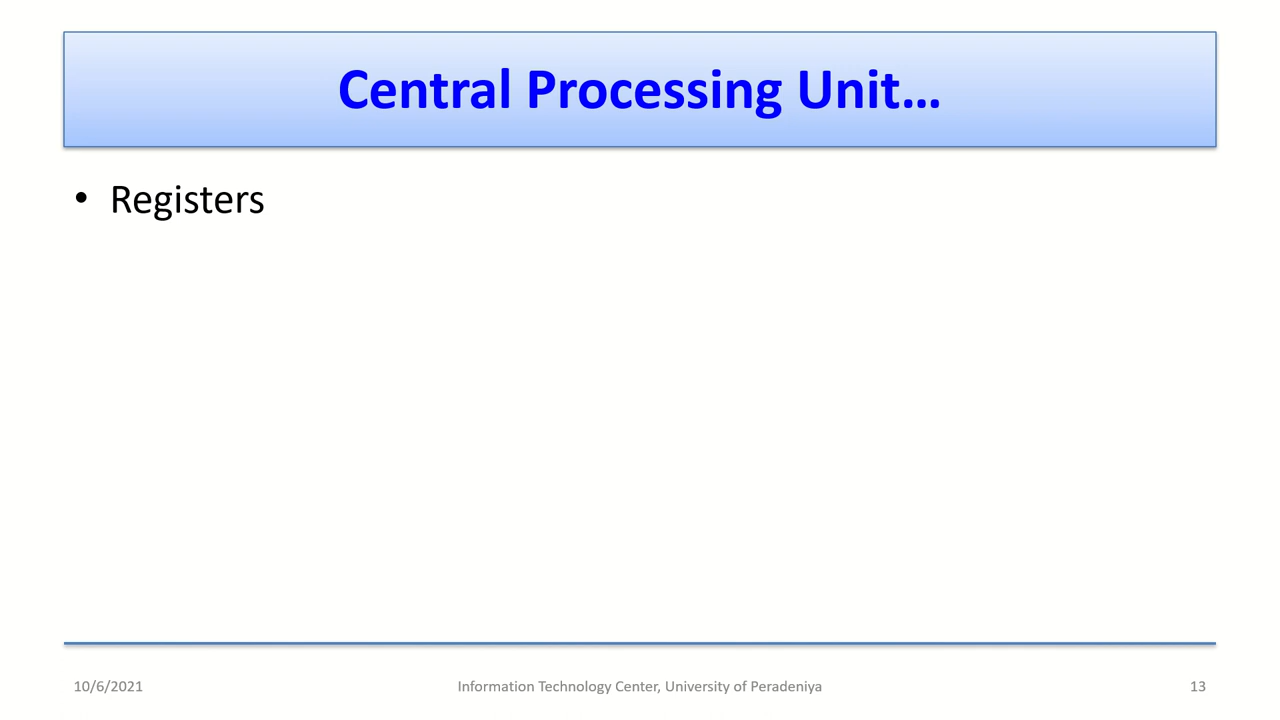 Central Processing Unit...
• Registers
10/6/2021
Information Technology Center, University of Peradeniya
13